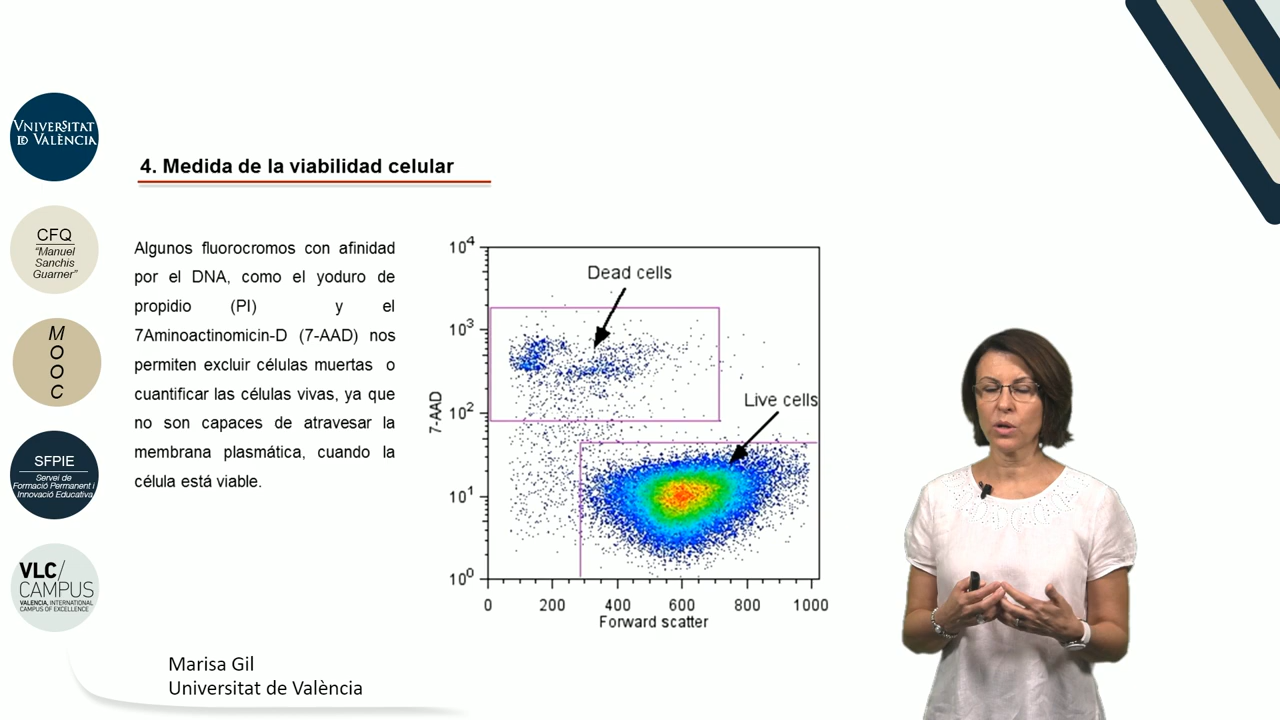 VNIVERSITAT
ID VALÈNCIA
CFQ
“Manuel
Sanchis
Guarner”
M
O
O
C
SFPIE
Servei de
Formació Permanent i
Innovació Educativa
VLC/
CAMPUS
VALENCIA, INTERNATIONAL
CAMPUS OF EXCELLENCE
4. Medida de la viabilidad celular
Algunos fluorocromos con afinidad
por el DNA, como el yoduro de
propidio (PI) y el
7Aminoactinomicin-D (7-AAD) nos
permiten excluir células muertas o
cuantificar las células vivas, ya que
no son capaces de atravesar la
membrana plasmática, cuando la
célula está viable.
10⁴
10³
10²
10¹
10⁰
7-AAD
Dead cells
Live cells
0 200 400 600 800 1000
Forward scatter
Marisa Gil
Universitat de València